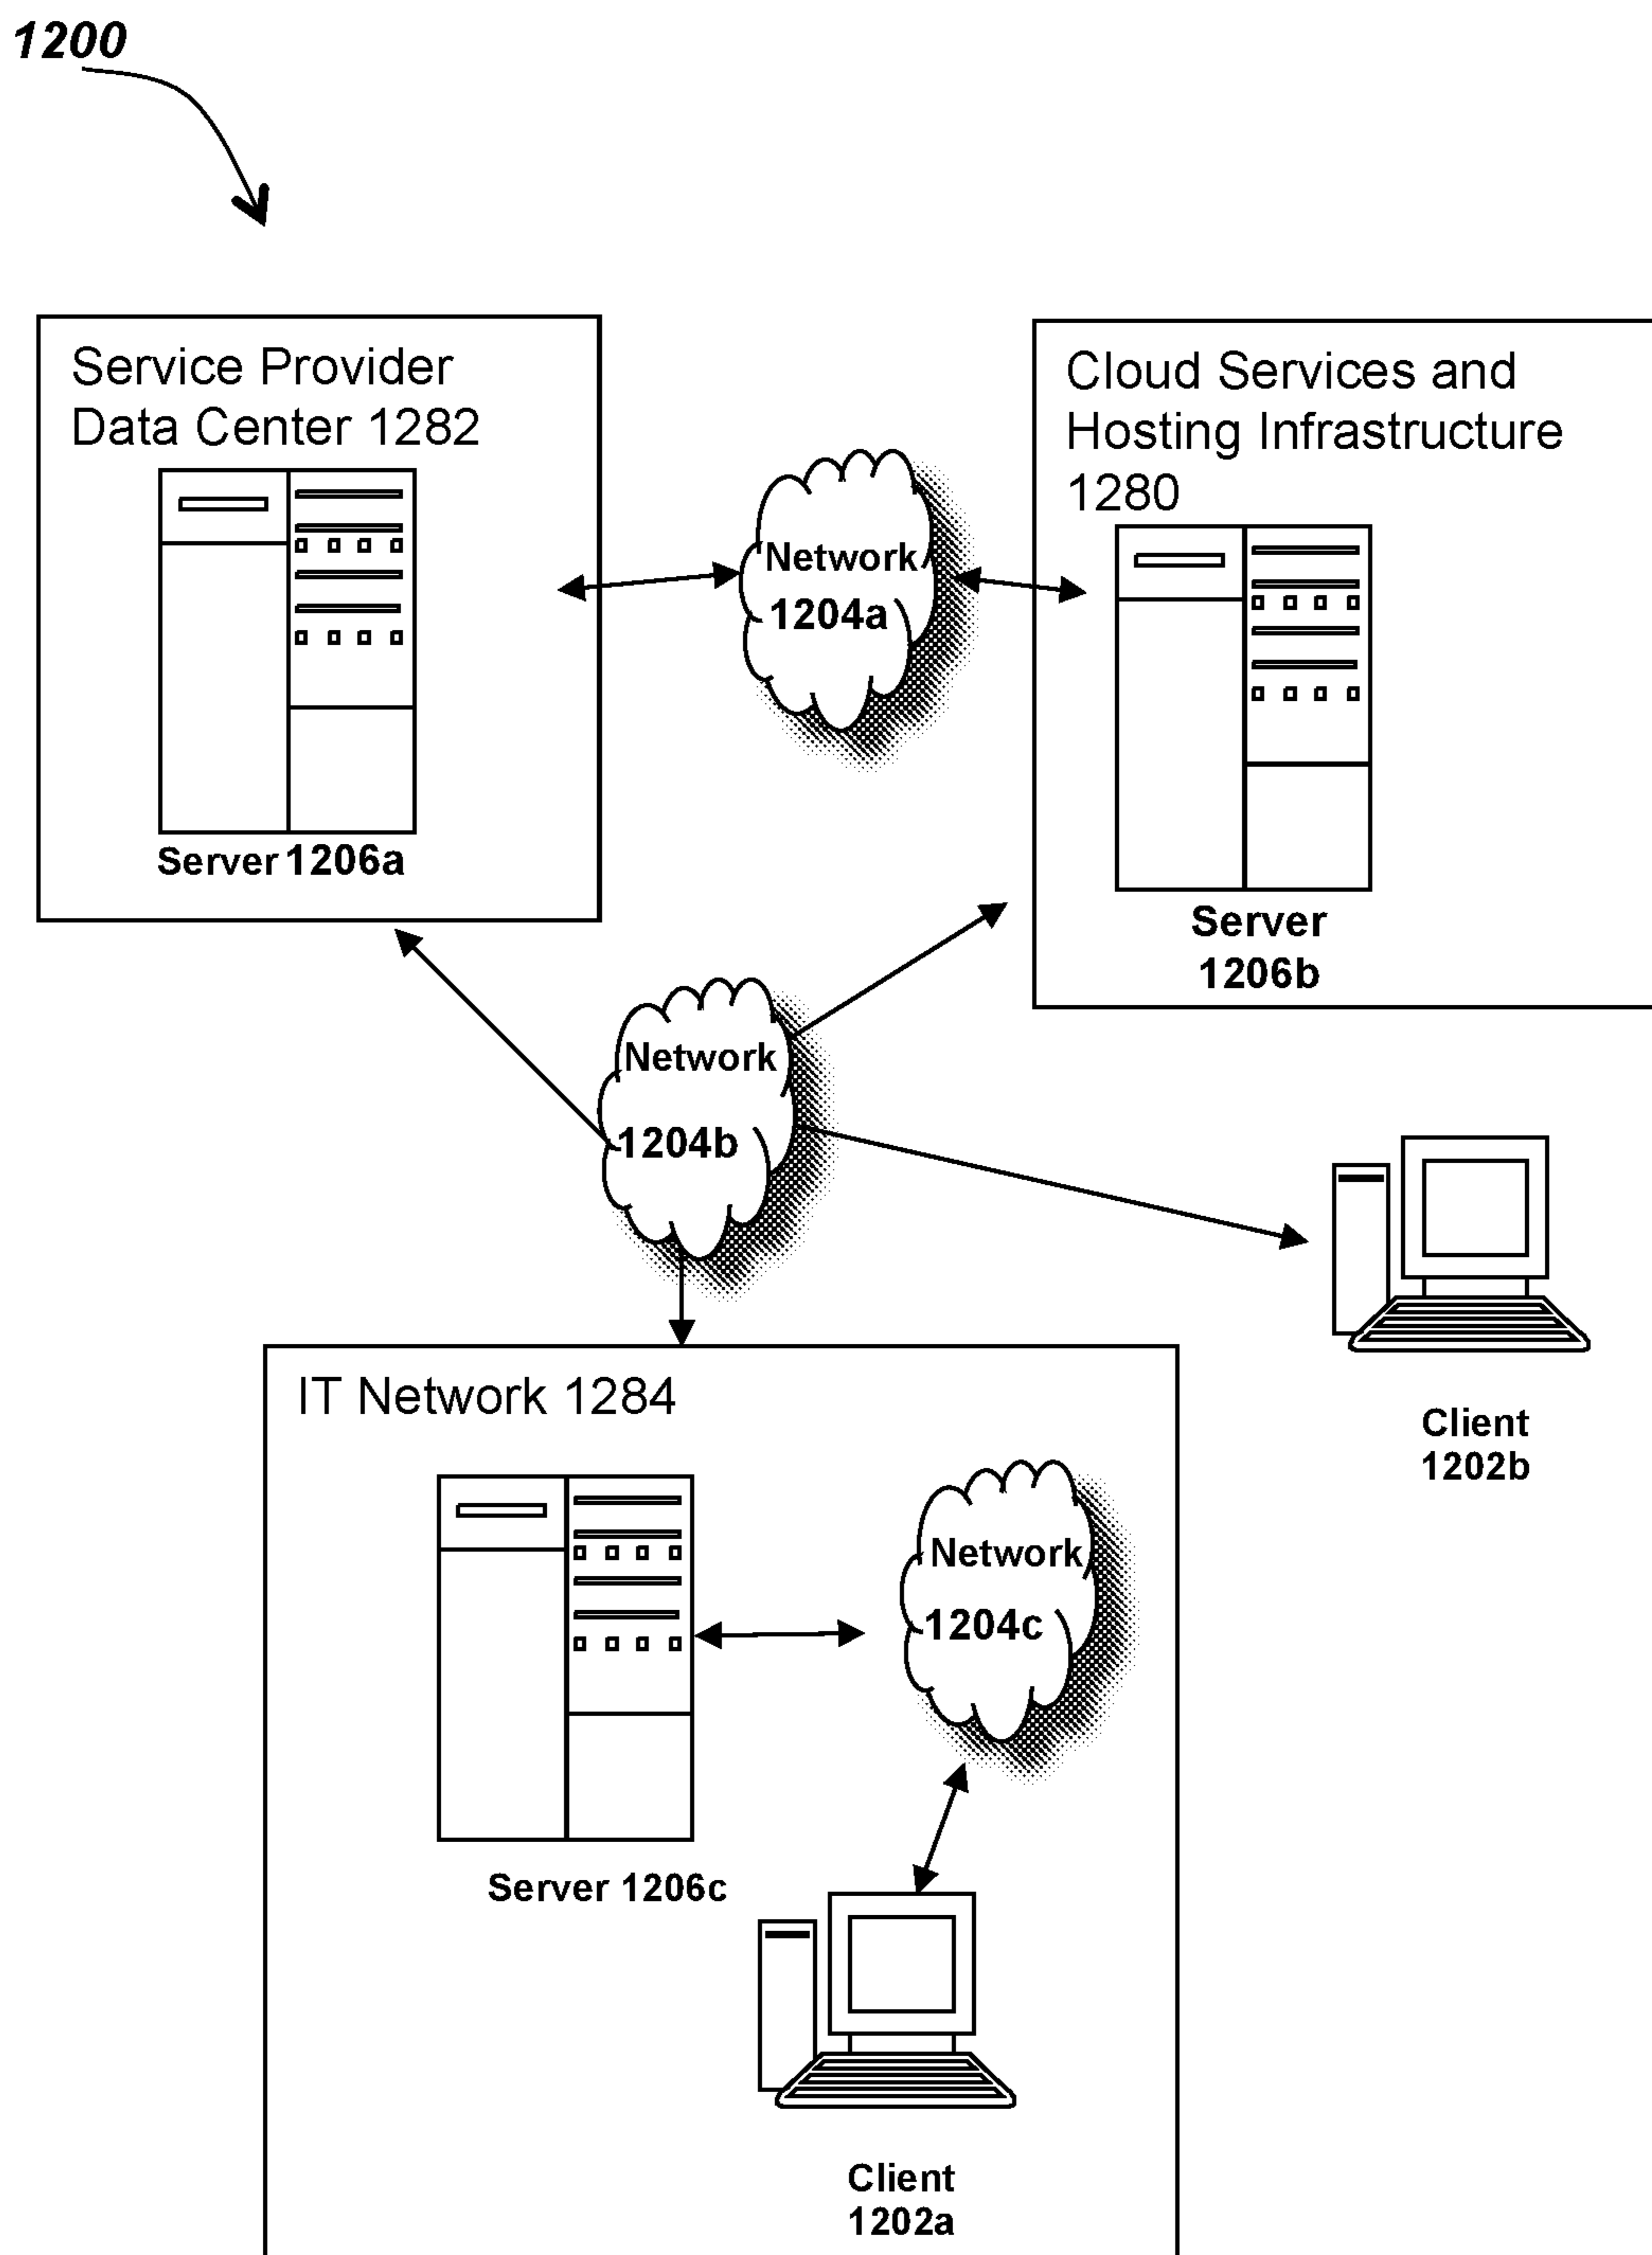 1200
Service Provider
Data Center 1282
Server 1206a
Network
1204a
Cloud Services and
Hosting Infrastructure
1280
Server
1206b
Network
1204b
Client
1202b
IT Network 1284
Server 1206c
Network
1204c
Client
1202a